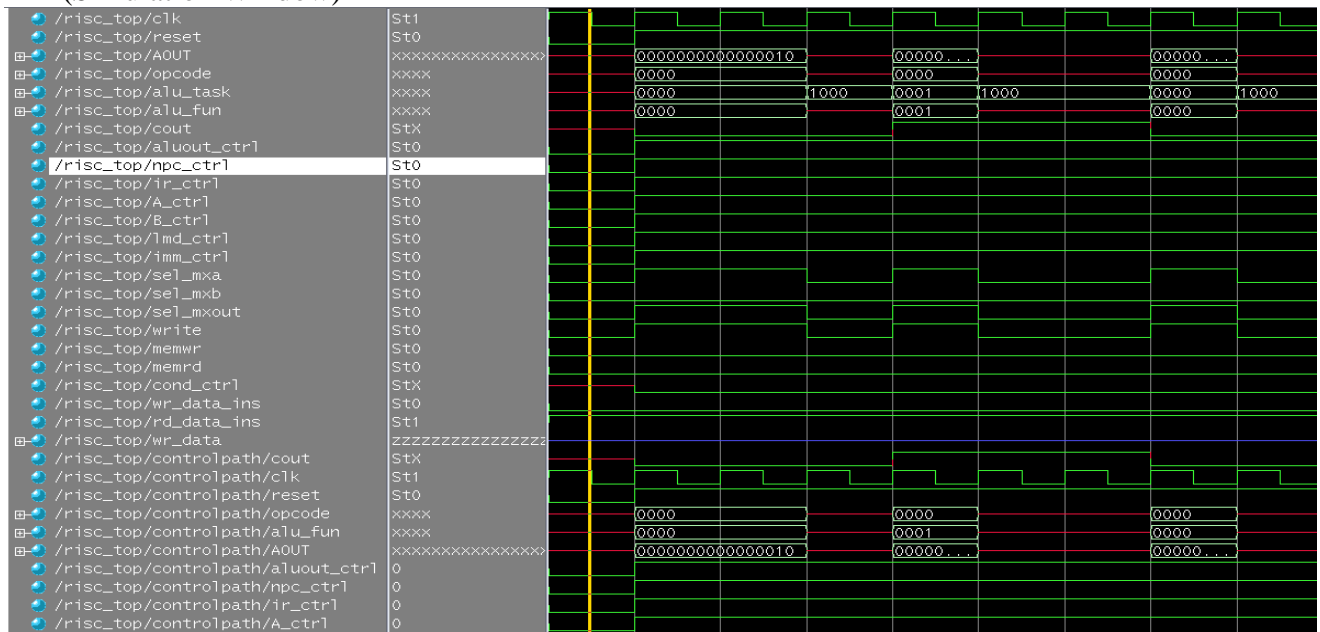 /risc_top/clk St1
/risc_top/reset St0
/risc_top/AOUT xxxxxxxxxxxxxxxx 0000000000000010 00000... 00000...
/risc_top/opcode xxxx 0000 0000 0000
/risc_top/alu_task xxxx 0000 1000 0001 1000 0000 1000
/risc_top/alu_fun xxxx 0000 0001 0000
/risc_top/cout StX
/risc_top/aluout_ctrl St0
/risc_top/npc_ctrl St0
/risc_top/ir_ctrl St0
/risc_top/A_ctrl St0
/risc_top/B_ctrl St0
/risc_top/lmd_ctrl St0
/risc_top/imm_ctrl St0
/risc_top/sel_mxa St0
/risc_top/sel_mxb St0
/risc_top/sel_mxout St0
/risc_top/write St0
/risc_top/memwr St0
/risc_top/memrd St0
/risc_top/cond_ctrl StX
/risc_top/wr_data_ins St0
/risc_top/rd_data_ins St1
/risc_top/wr_data zzzzzzzzzzzzzzzz
/risc_top/controlpath/cout StX
/risc_top/controlpath/clk St1
/risc_top/controlpath/reset St0
/risc_top/controlpath/opcode xxxx 0000 0000 0000
/risc_top/controlpath/alu_fun xxxx 0000 0001 0000
/risc_top/controlpath/AOUT xxxxxxxxxxxxxxxx 0000000000000010 00000... 00000...
/risc_top/controlpath/aluout_ctrl 0
/risc_top/controlpath/npc_ctrl 0
/risc_top/controlpath/ir_ctrl 0
/risc_top/controlpath/A_ctrl 0